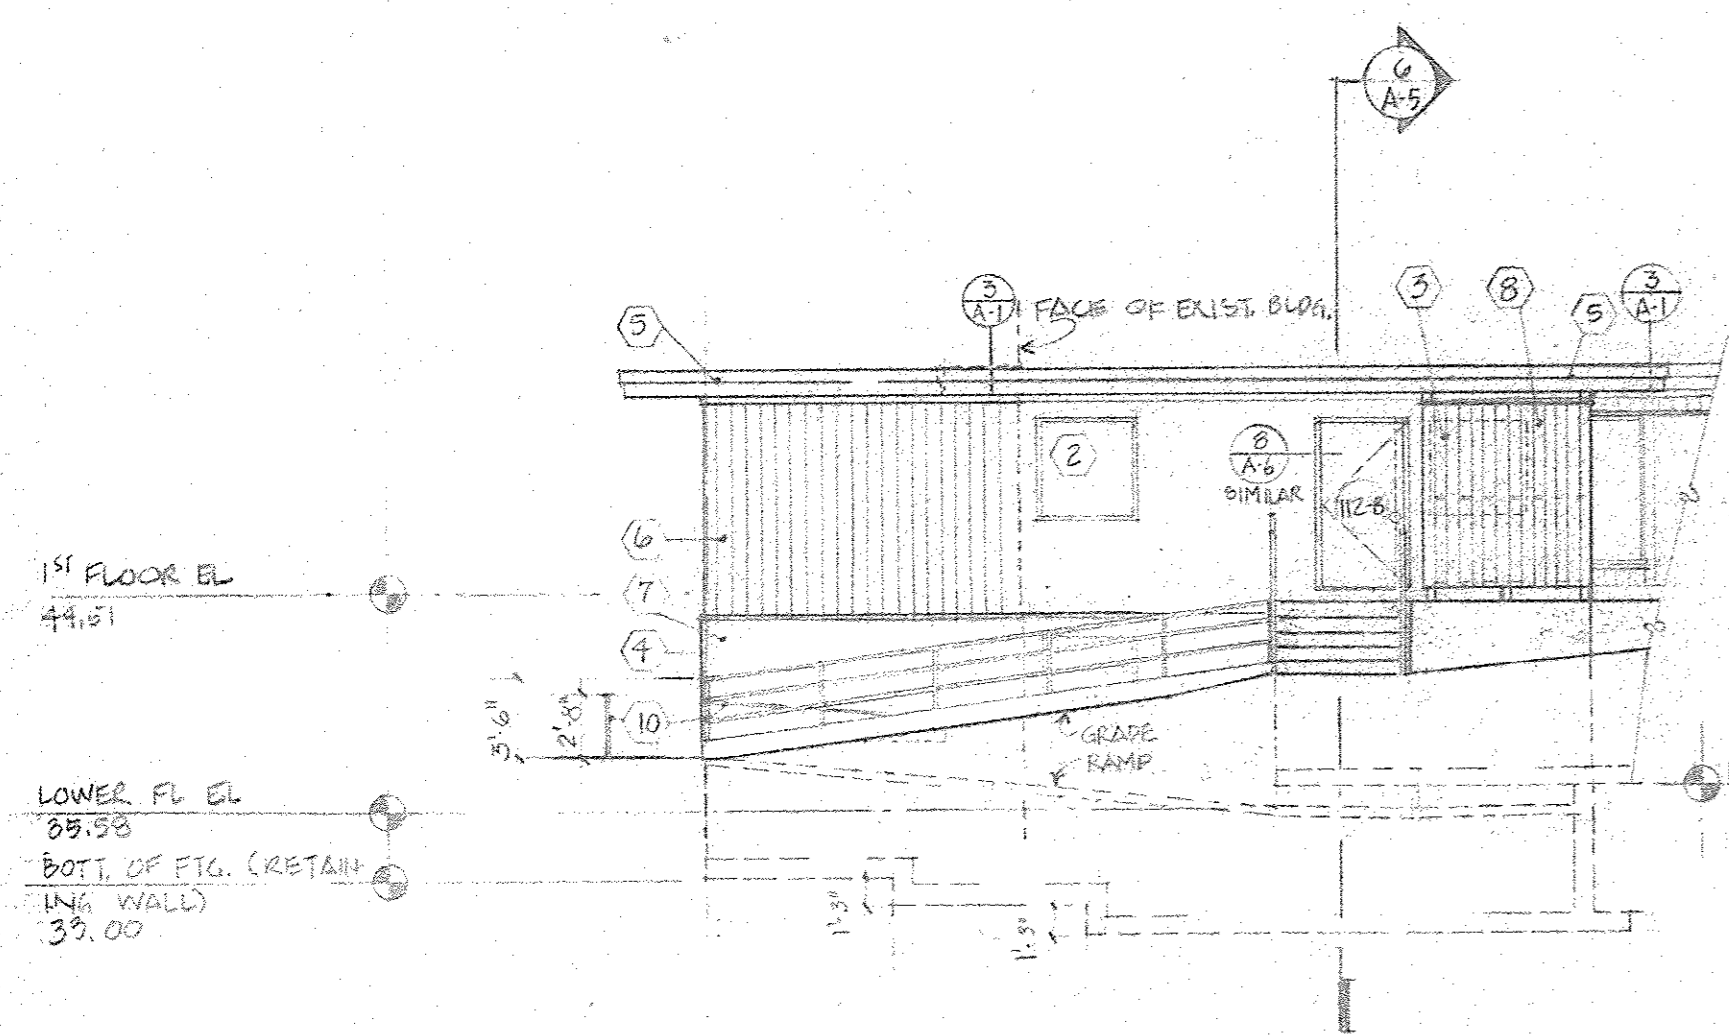 6
A-5
3
A-1
FACE OF EXIST. BLDG.
3
8
5
3
A-1
5
2
8
A-6
SIMILAR
112-8
6
1ST FLOOR EL
44.51
7
4
10
3'-6"
2'-8"
GRADE
RAMP
LOWER FL EL
35.58
BOTT. OF FTG. (RETAIN-
ING WALL)
33.00
1'-3"
1'-3"